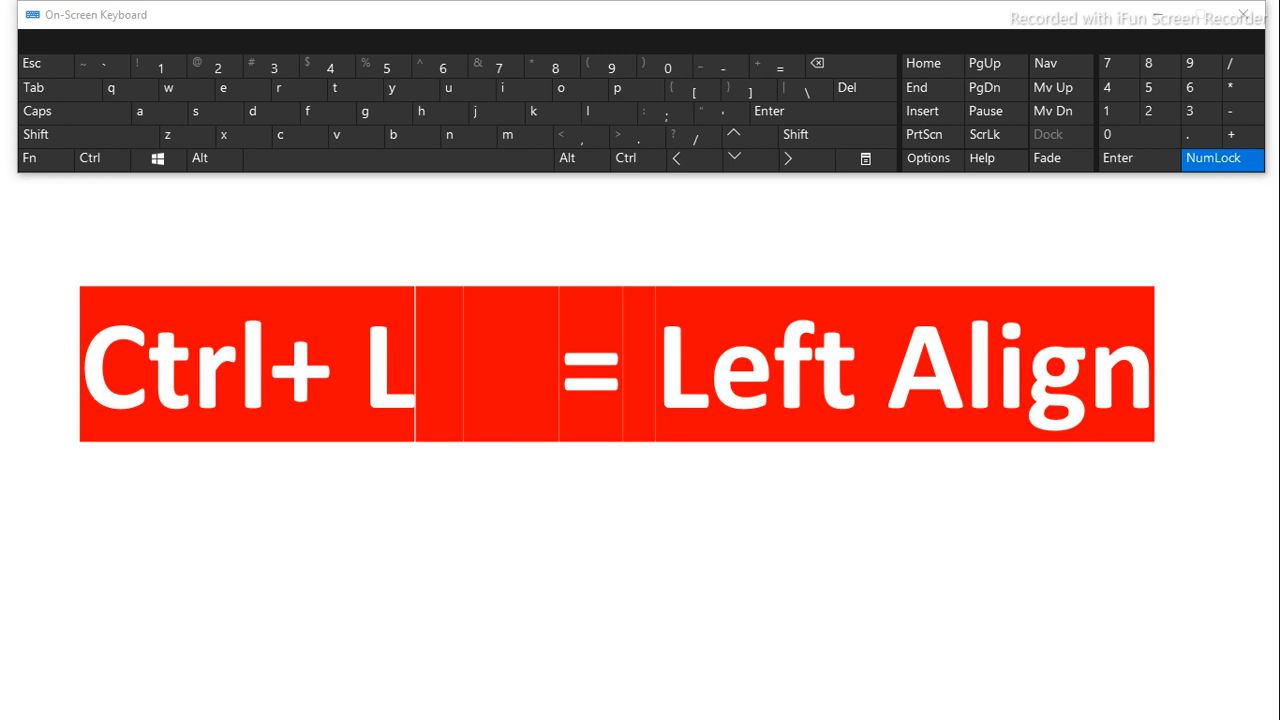 On-Screen Keyboard
Recorded with iFun Screen Recorder
Esc ~ ` ! 1 @ 2 # 3 $ 4 % 5 ^ 6 & 7 * 8 ( 9 ) 0 _ - + = Home PgUp Nav 7 8 9 /
Tab q w e r t y u i o p { [ } ] | \ Del End PgDn Mv Up 4 5 6 *
Caps a s d f g h j k l : ; " ' Enter Insert Pause Mv Dn 1 2 3 -
Shift z x c v b n m < , > . ? / Shift PrtScn ScrLk Dock 0 . +
Fn Ctrl Alt Alt Ctrl Options Help Fade Enter NumLock
Ctrl+ L = Left Align